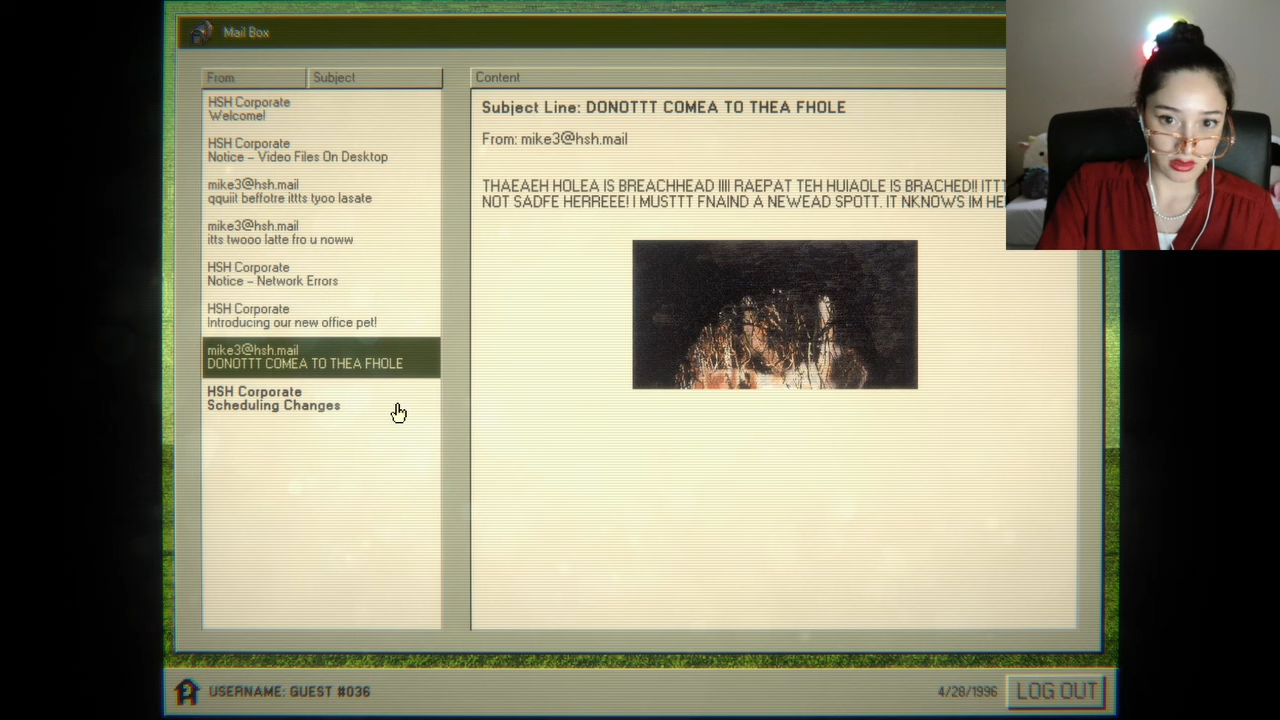 Mail Box
From
Subject
HSH Corporate
Welcome!
HSH Corporate
Notice – Video Files On Desktop
mike3@hsh.mail
qquiit beffotre ittts tyoo lasate
mike3@hsh.mail
itts twooo latte fro u noww
HSH Corporate
Notice – Network Errors
HSH Corporate
Introducing our new office pet!
mike3@hsh.mail
DONOTTT COMEA TO THEA FHOLE
HSH Corporate
Scheduling Changes
Content
Subject Line: DONOTTT COMEA TO THEA FHOLE
From: mike3@hsh.mail
THAEAEH HOLEA IS BREACHHEAD IIII RAEPAT TEH HUIAOLE IS BRACHED!! ITTT
NOT SADFE HERREEE! I MUSTTT FNAIND A NEWEAD SPOTT. IT NKNOWS IM HE
USERNAME: GUEST #036
4/28/1996
LOG OUT